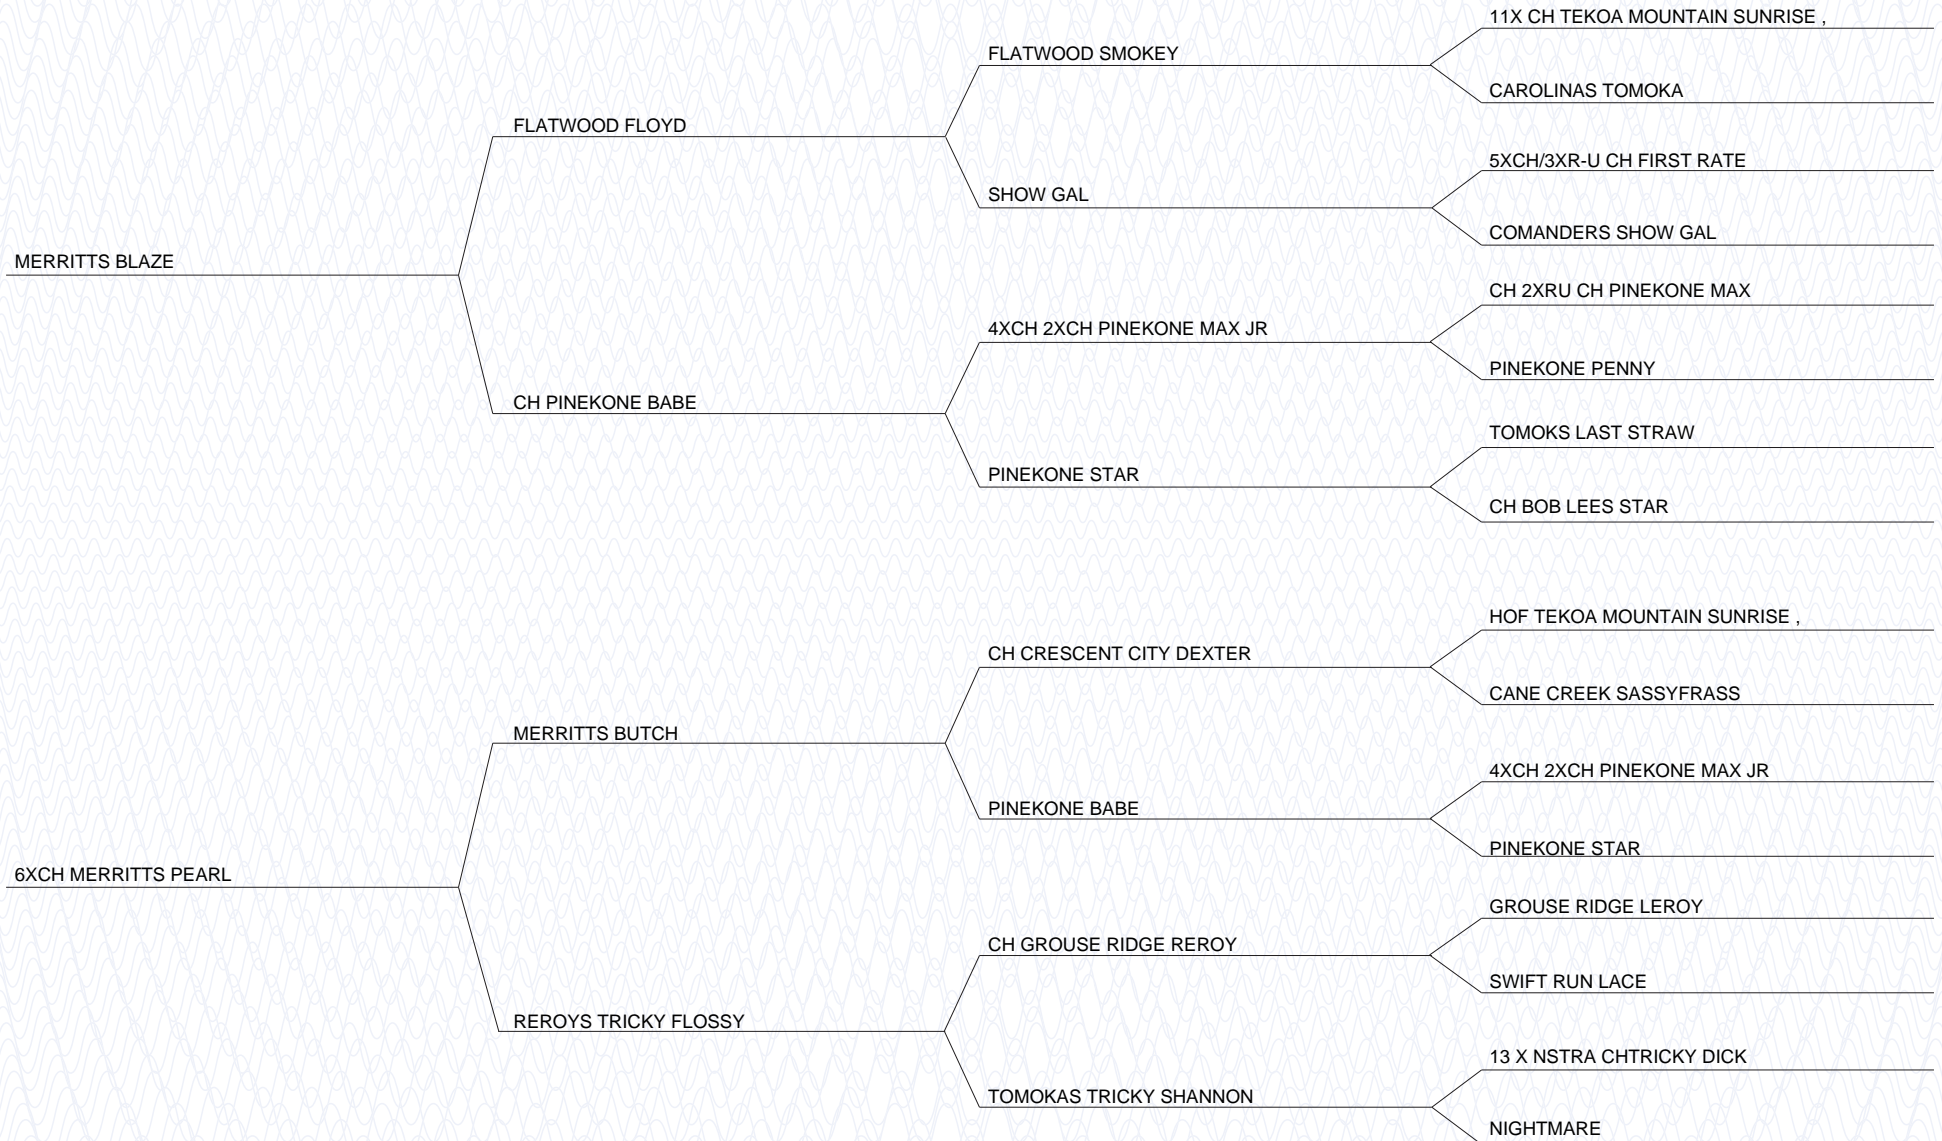 11X CH TEKOA MOUNTAIN SUNRISE ,
FLATWOOD SMOKEY
CAROLINAS TOMOKA
FLATWOOD FLOYD
5XCH/3XR-U CH FIRST RATE
SHOW GAL
COMANDERS SHOW GAL
MERRITTS BLAZE
CH 2XRU CH PINEKONE MAX
4XCH 2XCH PINEKONE MAX JR
PINEKONE PENNY
CH PINEKONE BABE
TOMOKS LAST STRAW
PINEKONE STAR
CH BOB LEES STAR
HOF TEKOA MOUNTAIN SUNRISE ,
CH CRESCENT CITY DEXTER
CANE CREEK SASSYFRASS
MERRITTS BUTCH
4XCH 2XCH PINEKONE MAX JR
PINEKONE BABE
PINEKONE STAR
6XCH MERRITTS PEARL
GROUSE RIDGE LEROY
CH GROUSE RIDGE REROY
SWIFT RUN LACE
REROYS TRICKY FLOSSY
13 X NSTRA CHTRICKY DICK
TOMOKAS TRICKY SHANNON
NIGHTMARE